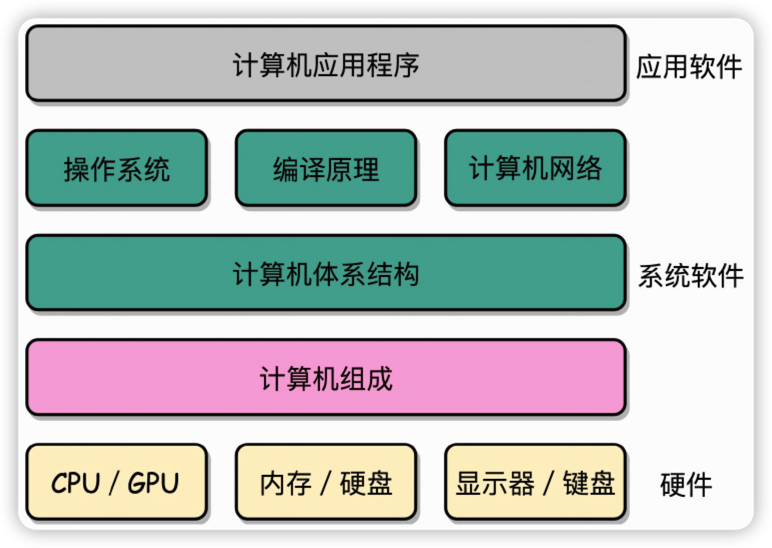 计算机应用程序
应用软件
操作系统
编译原理
计算机网络
计算机体系结构
系统软件
计算机组成
CPU / GPU
内存 / 硬盘
显示器 / 键盘
硬件